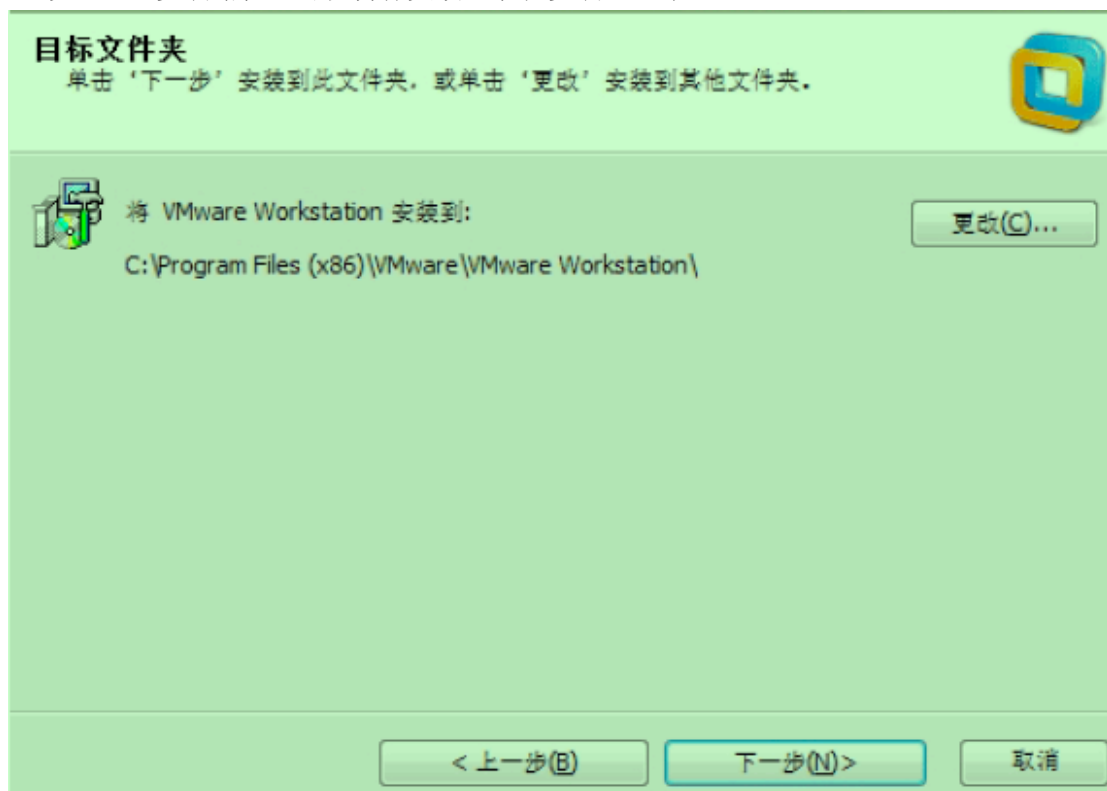 目标文件夹
单击‘下一步’安装到此文件夹，或单击‘更改’安装到其他文件夹。
将 VMware Workstation 安装到:
更改(C)...
C:\Program Files (x86)\VMware\VMware Workstation\
< 上一步(B)
下一步(N)>
取消